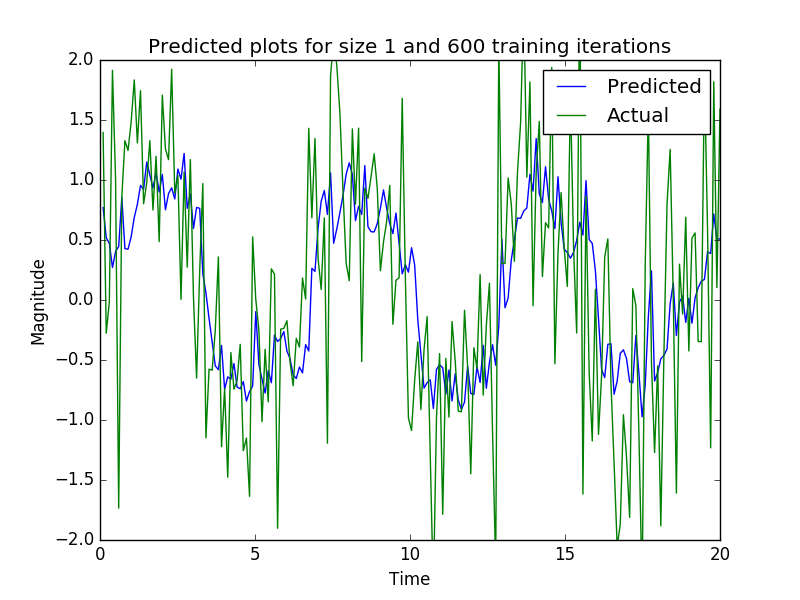 Predicted plots for size 1 and 600 training iterations
Predicted
Actual
2.0
1.5
1.0
0.5
0.0
−0.5
−1.0
−1.5
−2.0
Magnitude
0 5 10 15 20
Time